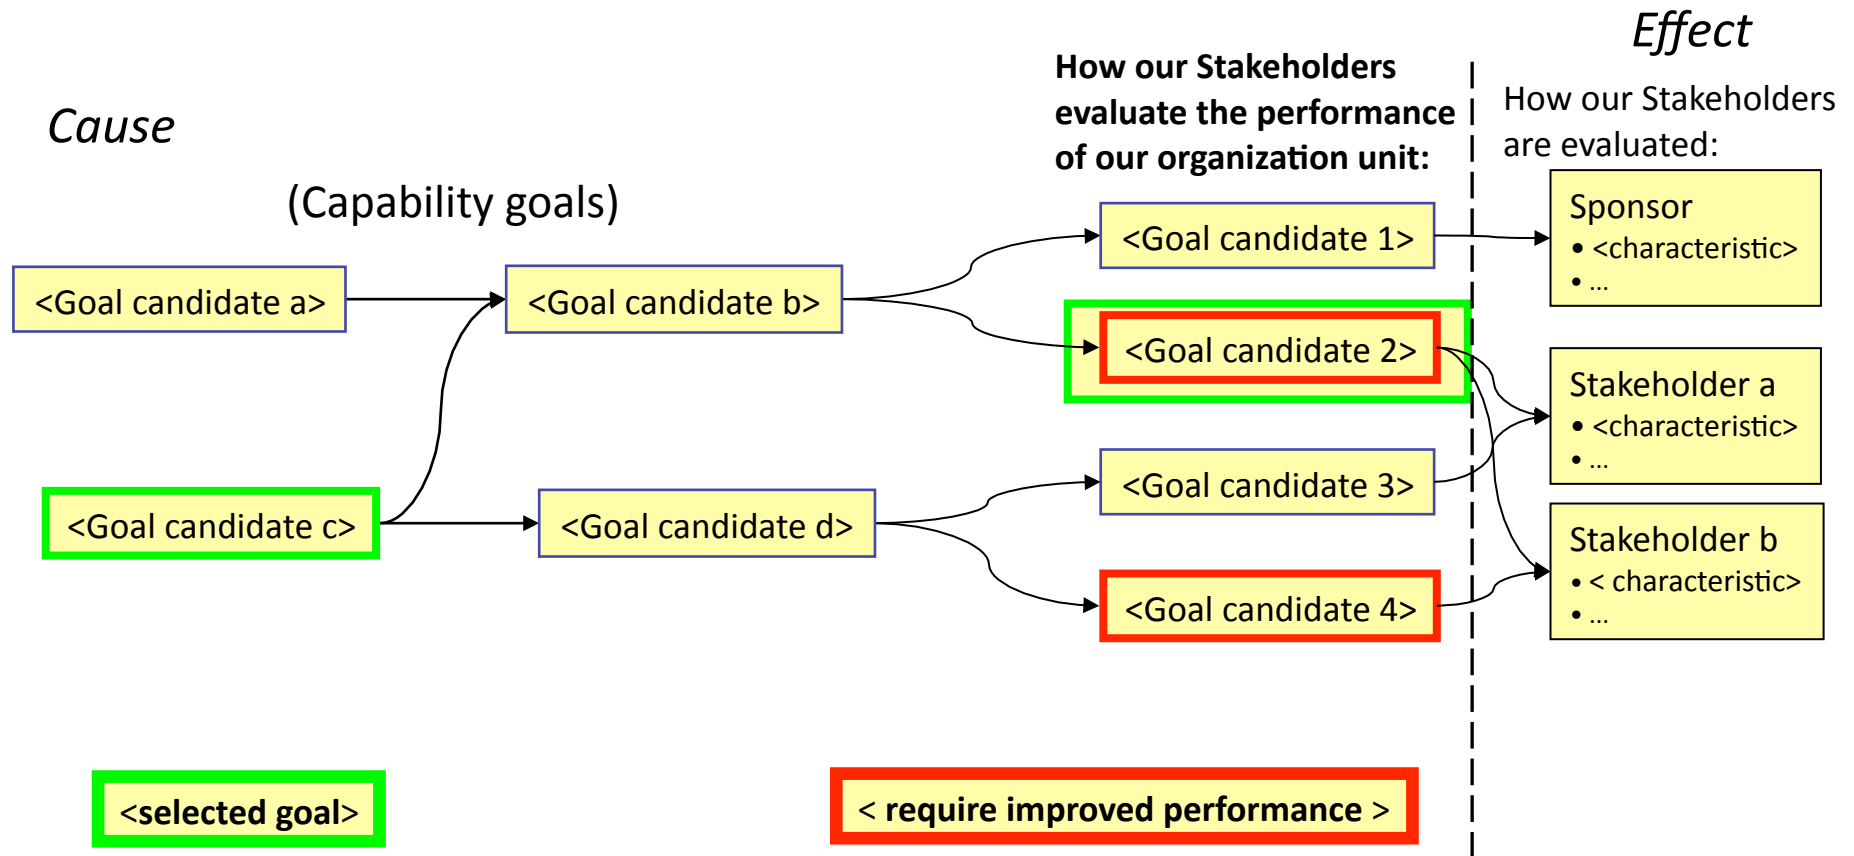 Effect
How our Stakeholders
evaluate the performance
of our organization unit:
How our Stakeholders
are evaluated:
Cause
(Capability goals)
<Goal candidate a>
<Goal candidate b>
<Goal candidate c>
<Goal candidate d>
<Goal candidate 1>
<Goal candidate 2>
<Goal candidate 3>
<Goal candidate 4>
Sponsor
• <characteristic>
• ...
Stakeholder a
• <characteristic>
• ...
Stakeholder b
• < characteristic>
• ...
<selected goal>
< require improved performance >